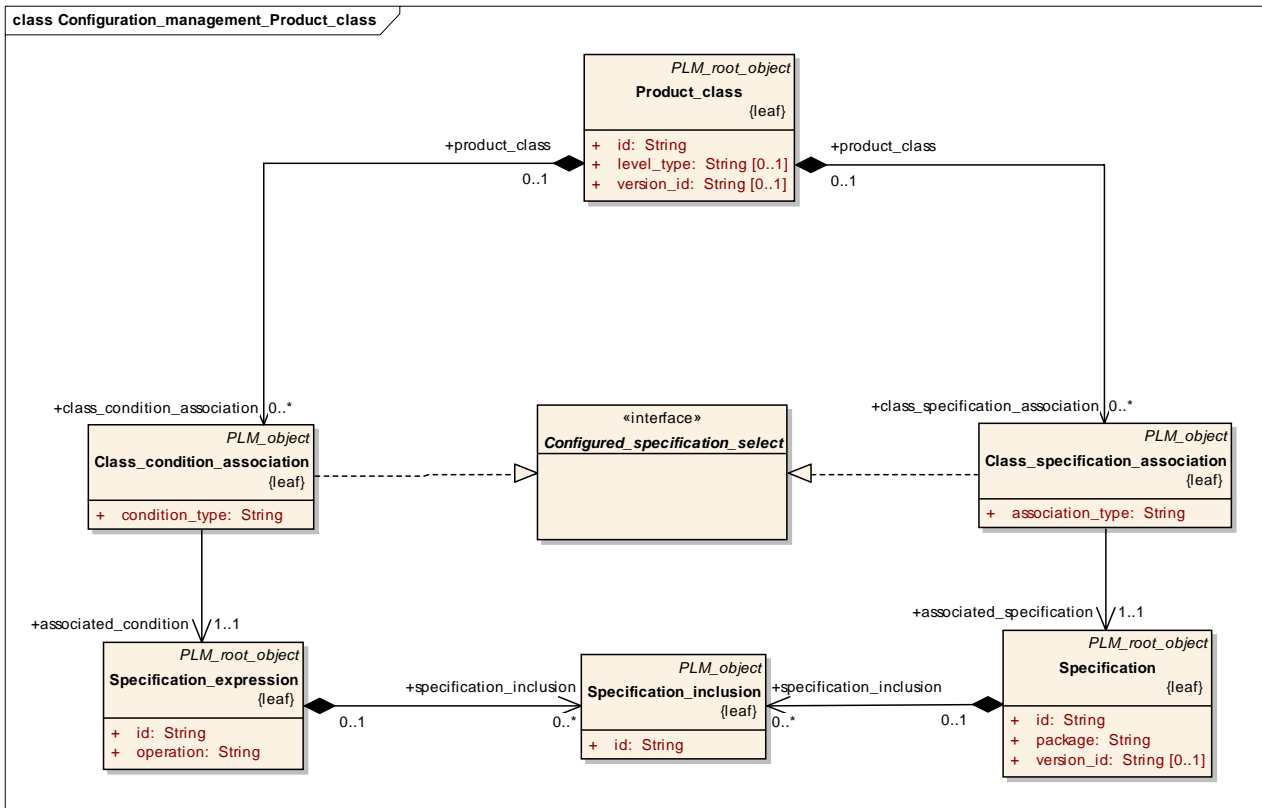 class Configuration_management_Product_class
PLM_root_object
Product_class
{leaf}
+ id: String
+ level_type: String [0..1]
+ version_id: String [0..1]
+product_class
0..1
+product_class
0..1
+class_condition_association 0..*
+class_specification_association 0..*
PLM_object
Class_condition_association
{leaf}
+ condition_type: String
«interface»
Configured_specification_select
PLM_object
Class_specification_association
{leaf}
+ association_type: String
+associated_condition 1..1
+associated_specification 1..1
PLM_root_object
Specification_expression
{leaf}
+ id: String
+ operation: String
0..1
+specification_inclusion
0..*
PLM_object
Specification_inclusion
{leaf}
+ id: String
+specification_inclusion
0..*
0..1
PLM_root_object
Specification
{leaf}
+ id: String
+ package: String
+ version_id: String [0..1]